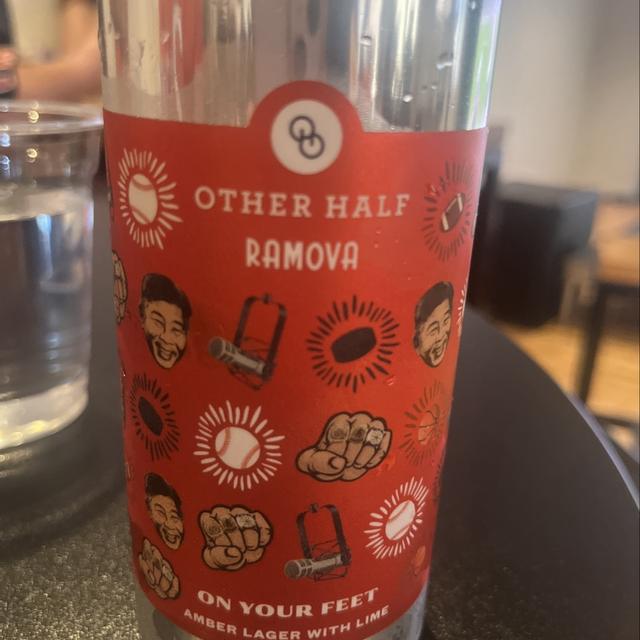 OTHER HALF
RAMOVA
ON YOUR FEET
AMBER LAGER WITH LIME